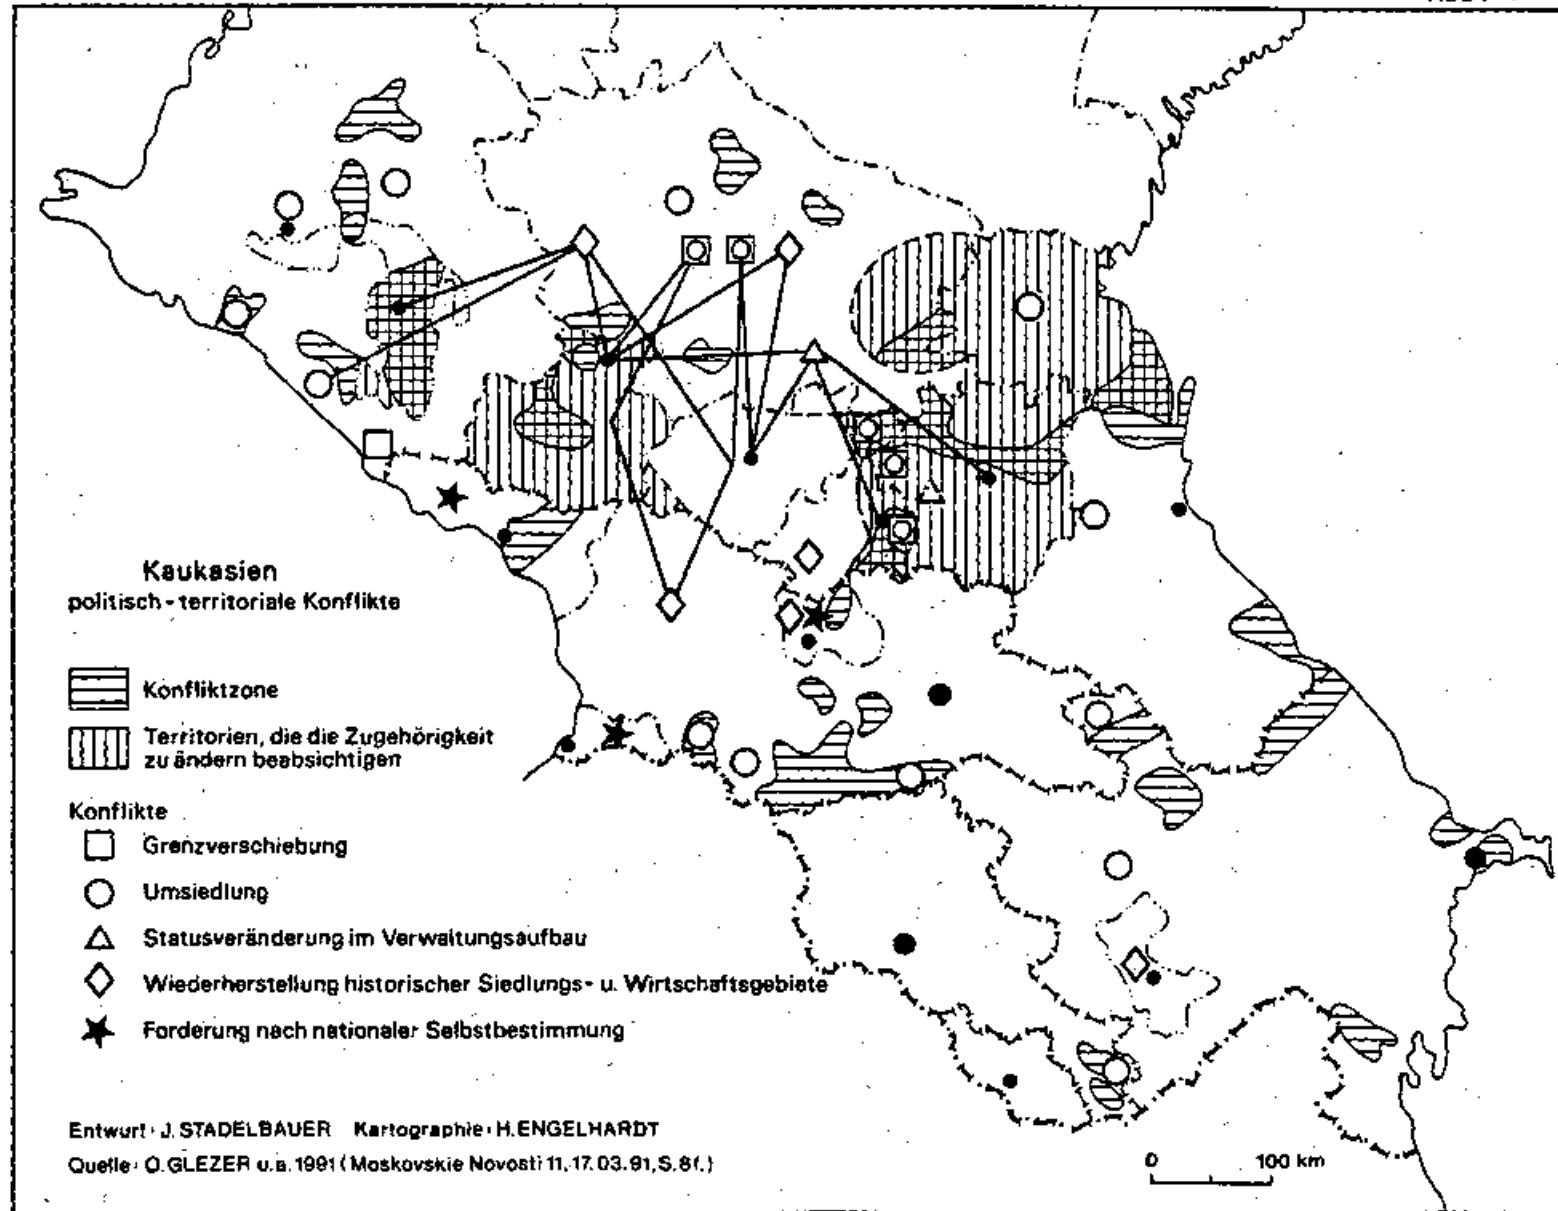 Kaukasien
politisch-territoriale Konflikte
Konfliktzone
Territorien, die die Zugehörigkeit
zu ändern beabsichtigen
Konflikte
Grenzverschiebung
Umsiedlung
Statusveränderung im Verwaltungsaufbau
Wiederherstellung historischer Siedlungs- u. Wirtschaftsgebiete
Forderung nach nationaler Selbstbestimmung
Entwurf: J. STADELBAUER Kartographie: H. ENGELHARDT
Quelle: O. GLEZER u.a. 1991 (Moskovskie Novosti 11, 17.03.91, S. 8f.)
0 100 km